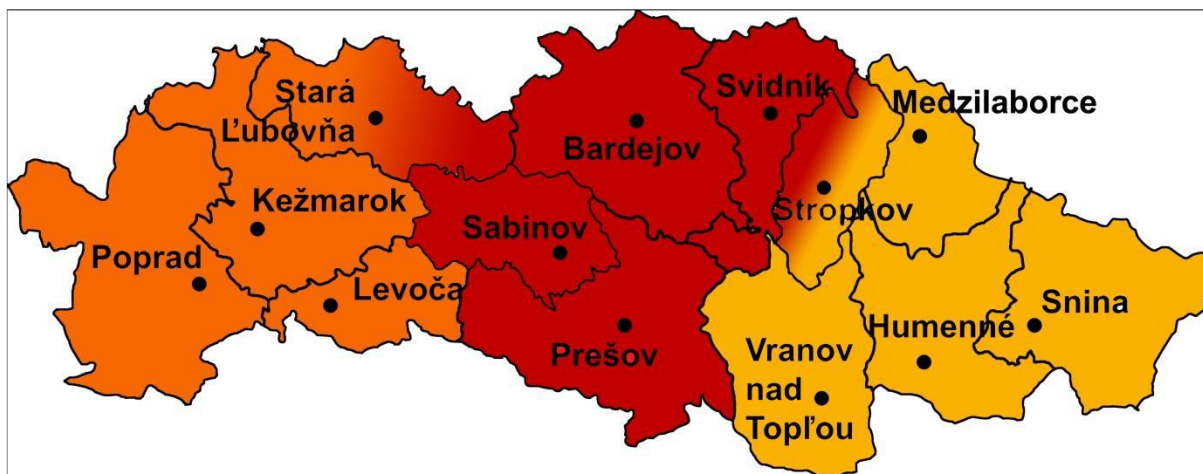 Stará
Ľubovňa
Svidník
Medzilaborce
Bardejov
Kežmarok
Stropkov
Sabinov
Poprad
Levoča
Snina
Humenné
Prešov
Vranov
nad
Topľou